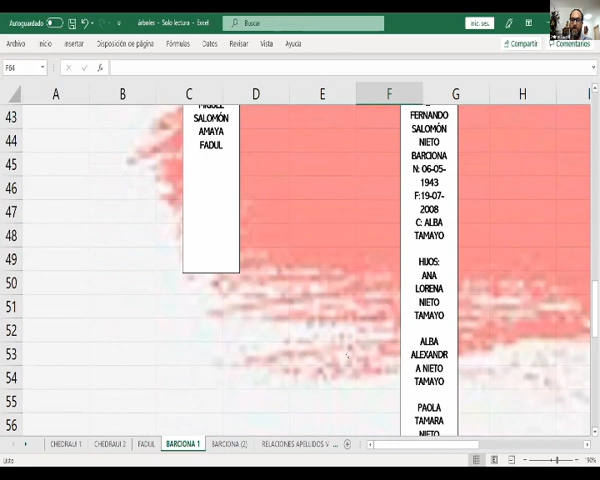 Autoguardado
árboles - Solo lectura - Excel
Buscar
Inic. ses.
Archivo Inicio Insertar Disposición de página Fórmulas Datos Revisar Vista Ayuda
Compartir Comentarios
F64
A B C D E F G H
43
44
45
46
47
48
49
50
51
52
53
54
55
56
MIGUEL
SALOMÓN
AMAYA
FADUL
FERNANDO
SALOMÓN
NIETO
BARCIONA
N: 06-05-
1943
F:19-07-
2008
C: ALBA
TAMAYO
HIJOS:
ANA
LORENA
NIETO
TAMAYO
ALBA
ALEXANDR
A NIETO
TAMAYO
PAOLA
TAMARA
NIETO
CHEDRAUI 1 CHEDRAUI 2 FADUL BARCIONA 1 BARCIONA (2) RELACIONES APELLIDOS V ...
Listo